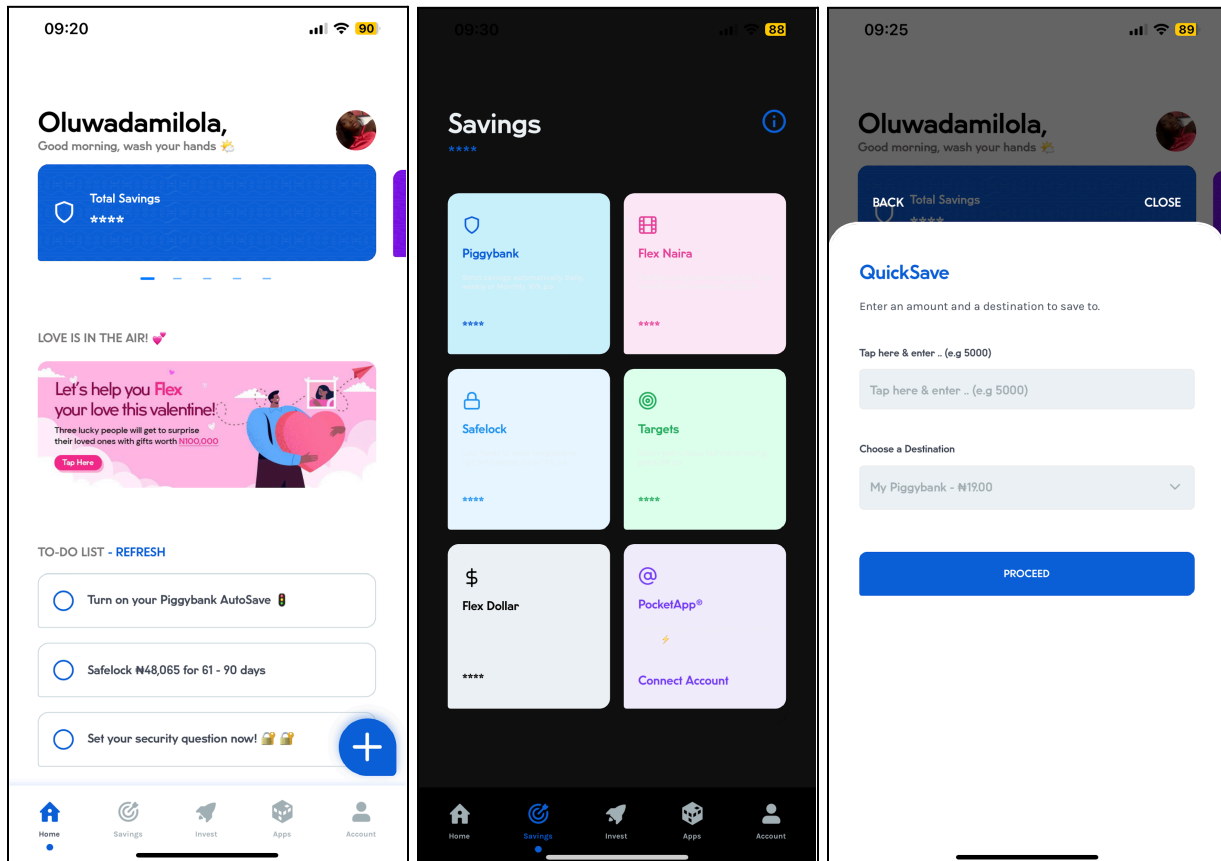 09:20
90
Oluwadamilola,
Good morning, wash your hands 🌤️
Total Savings
****
LOVE IS IN THE AIR! 💕
Let's help you Flex
your love this valentine!
Three lucky people will get to surprise
their loved ones with gifts worth N100,000
Tap Here
TO-DO LIST - REFRESH
Turn on your Piggybank AutoSave 🚦
Safelock ₦48,065 for 61 - 90 days
Set your security question now! 🔐 🔐
Home
Savings
Invest
Apps
Account
09:30
88
Savings
****
Piggybank
****
Flex Naira
****
Safelock
****
Targets
****
Flex Dollar
****
PocketApp®
⚡
Connect Account
Home
Savings
Invest
Apps
Account
09:25
89
Oluwadamilola,
Good morning, wash your hands 🌤️
BACK
Total Savings
****
CLOSE
QuickSave
Enter an amount and a destination to save to.
Tap here & enter .. (e.g 5000)
Tap here & enter .. (e.g 5000)
Choose a Destination
My Piggybank - ₦19.00
PROCEED